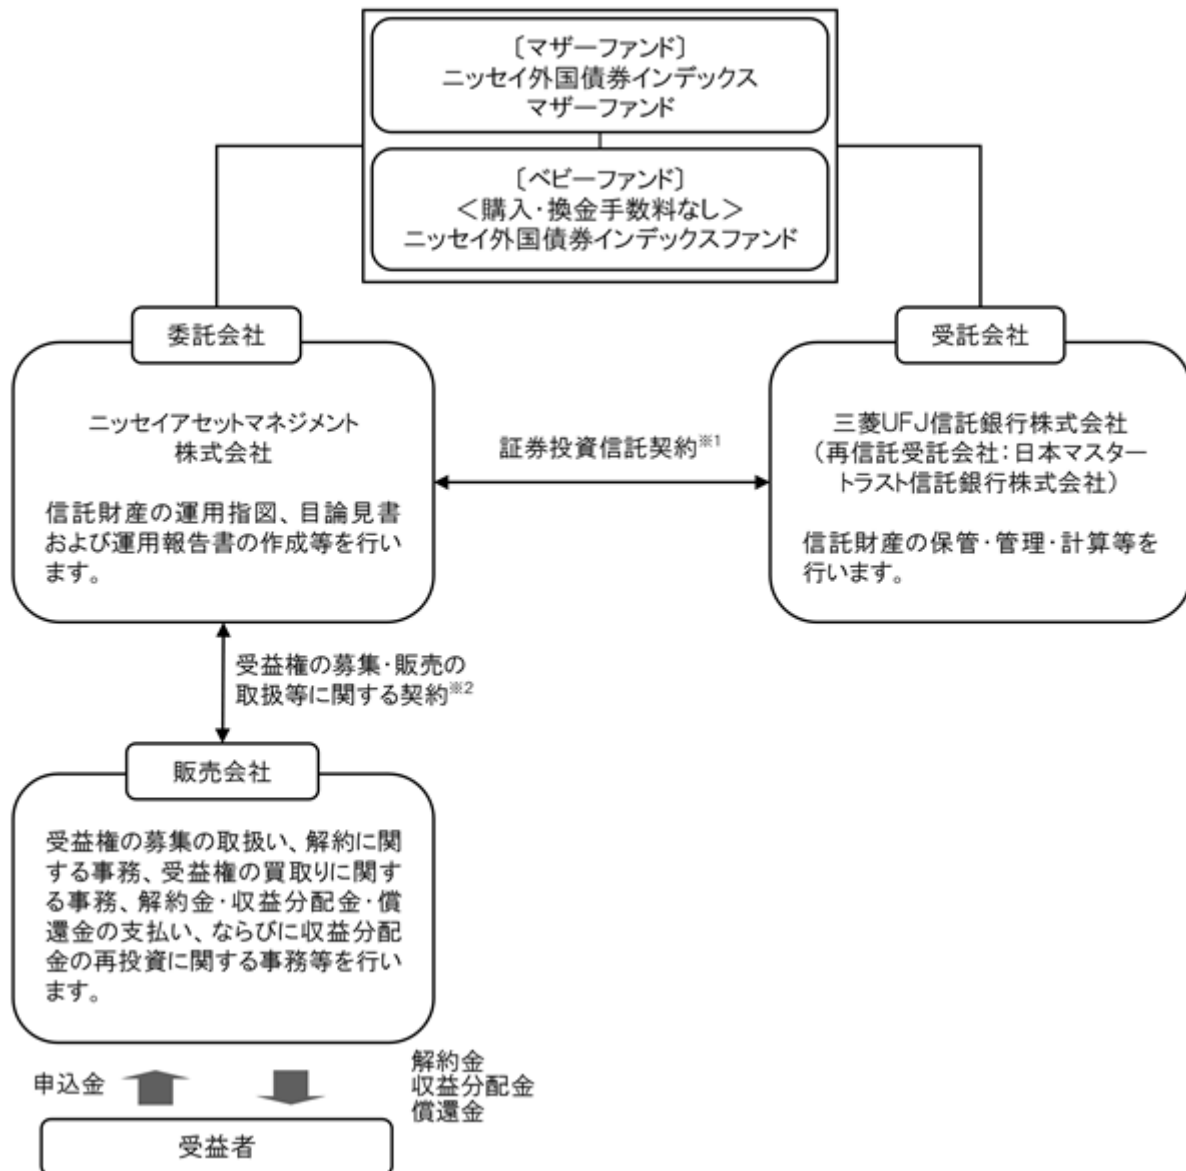 〔マザーファンド〕
ニッセイ外国債券インデックス
マザーファンド
〔ベビーファンド〕
＜購入・換金手数料なし＞
ニッセイ外国債券インデックスファンド
委託会社
ニッセイアセットマネジメント
株式会社
信託財産の運用指図、目論見書
および運用報告書の作成等を行い
ます。
証券投資信託契約※1
受託会社
三菱UFJ信託銀行株式会社
（再信託受託会社：日本マスター
トラスト信託銀行株式会社）
信託財産の保管・管理・計算等を
行います。
受益権の募集・販売の
取扱等に関する契約※2
販売会社
受益権の募集の取扱い、解約に関
する事務、受益権の買取りに関す
る事務、解約金・収益分配金・償
還金の支払い、ならびに収益分配
金の再投資に関する事務等を行い
ます。
申込金
解約金
収益分配金
償還金
受益者